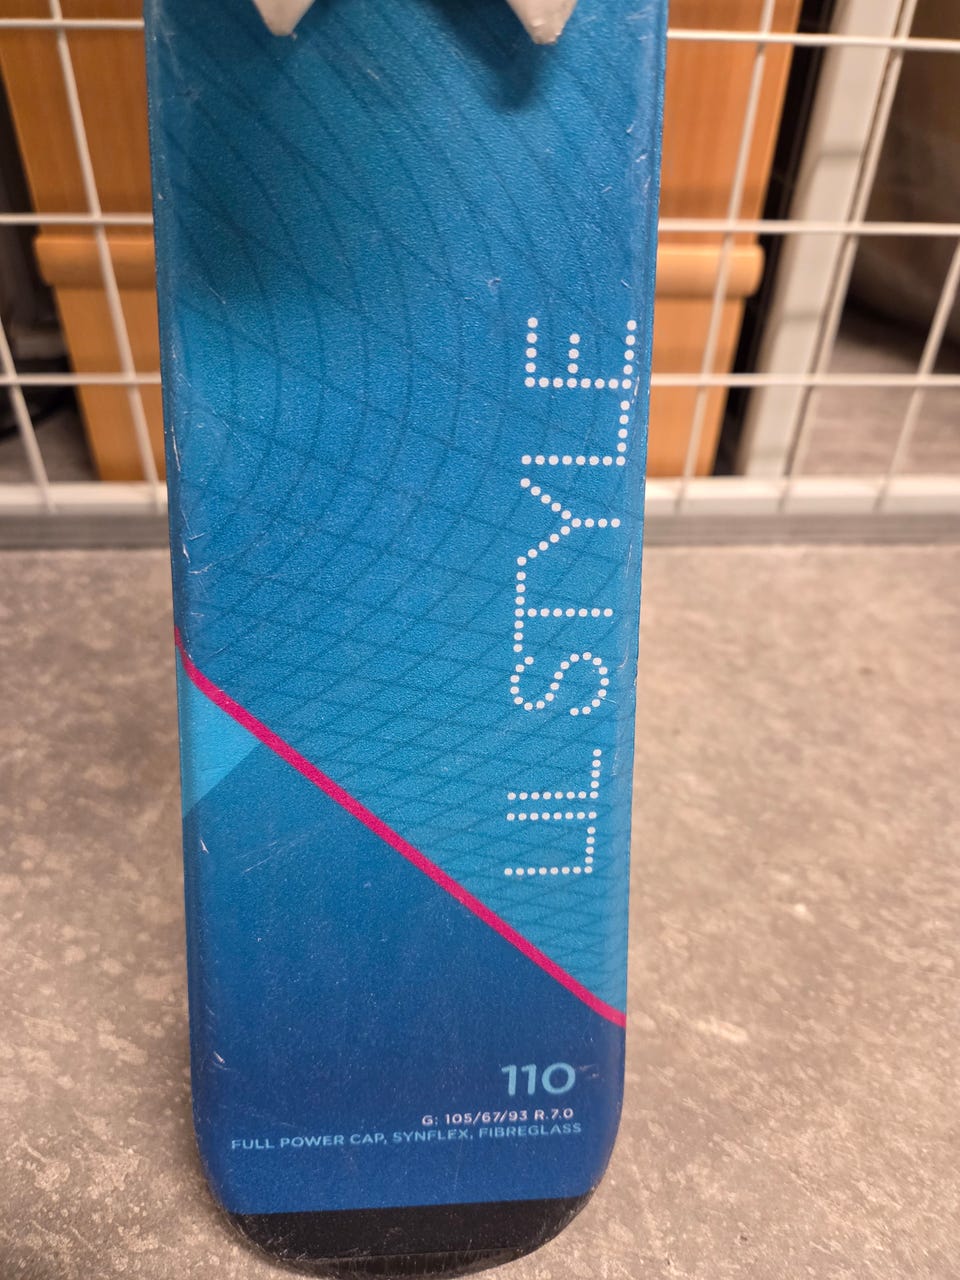 LIL STYLE
110
G: 105/67/93 R.7.0
FULL POWER CAP, SYNFLEX, FIBREGLASS